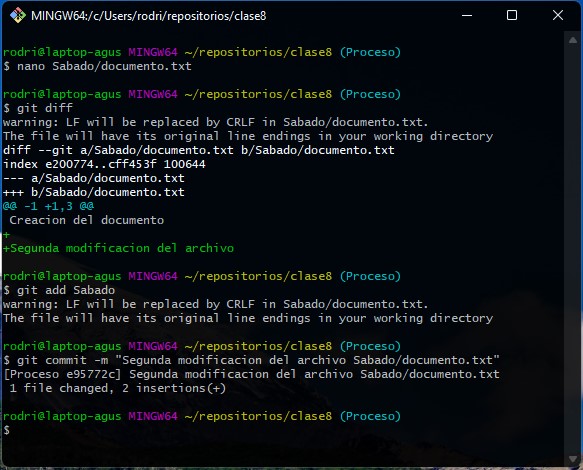 MINGW64:/c/Users/rodri/repositorios/clase8
rodri@laptop-agus MINGW64 ~/repositorios/clase8 (Proceso)
$ nano Sabado/documento.txt
rodri@laptop-agus MINGW64 ~/repositorios/clase8 (Proceso)
$ git diff
warning: LF will be replaced by CRLF in Sabado/documento.txt.
The file will have its original line endings in your working directory
diff --git a/Sabado/documento.txt b/Sabado/documento.txt
index e200774..cff453f 100644
--- a/Sabado/documento.txt
+++ b/Sabado/documento.txt
@@ -1 +1,3 @@
 Creacion del documento
+
+Segunda modificacion del archivo
rodri@laptop-agus MINGW64 ~/repositorios/clase8 (Proceso)
$ git add Sabado
warning: LF will be replaced by CRLF in Sabado/documento.txt.
The file will have its original line endings in your working directory
rodri@laptop-agus MINGW64 ~/repositorios/clase8 (Proceso)
$ git commit -m "Segunda modificacion del archivo Sabado/documento.txt"
[Proceso e95772c] Segunda modificacion del archivo Sabado/documento.txt
 1 file changed, 2 insertions(+)
rodri@laptop-agus MINGW64 ~/repositorios/clase8 (Proceso)
$